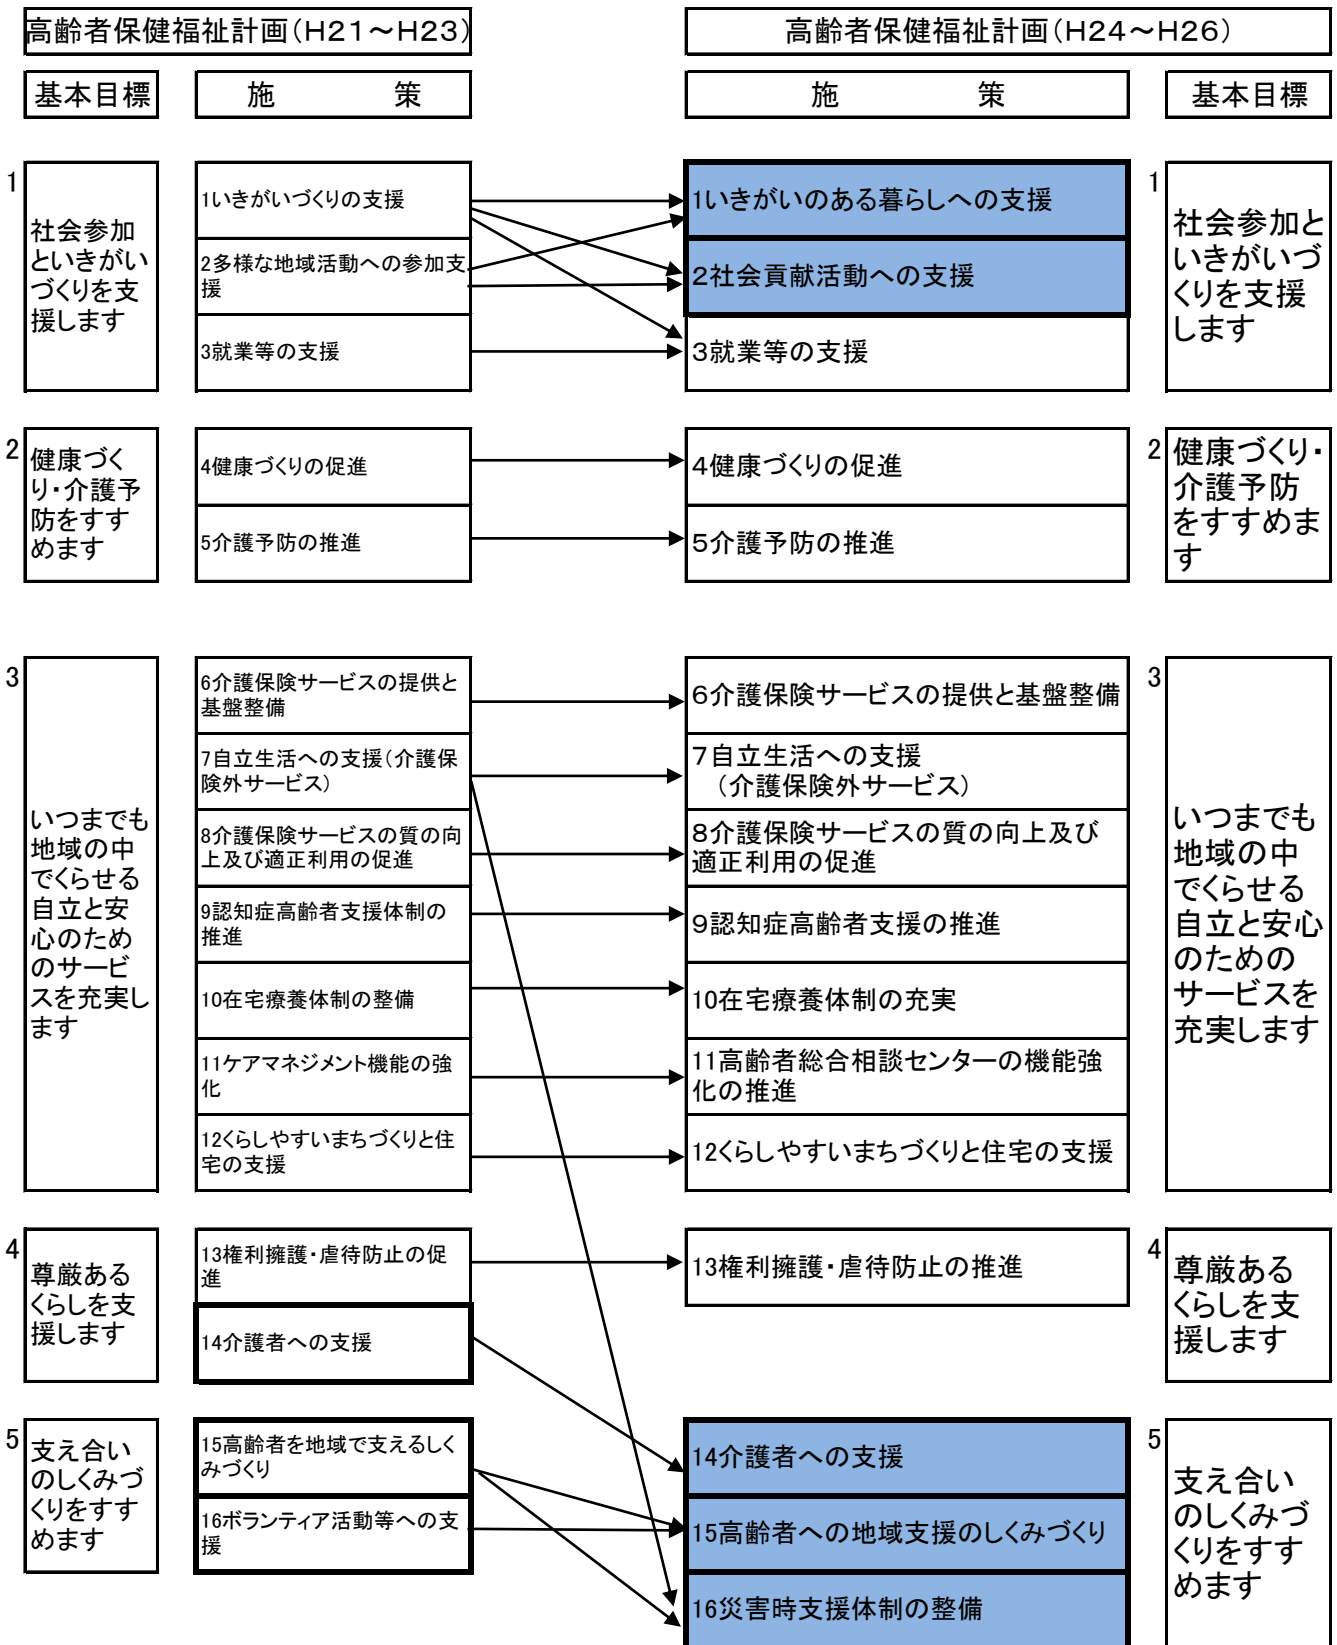 高齢者保健福祉計画(H21～H23)
高齢者保健福祉計画(H24～H26)
基本目標
施　　　策
施　　　策
基本目標
1
社会参加
といきがい
づくりを支
援します
1いきがいづくりの支援
2多様な地域活動への参加支
援
3就業等の支援
1いきがいのある暮らしへの支援
2社会貢献活動への支援
3就業等の支援
1
社会参加と
いきがいづ
くりを支援
します
2
健康づく
り・介護予
防をすす
めます
4健康づくりの促進
5介護予防の推進
4健康づくりの促進
5介護予防の推進
2
健康づくり・
介護予防
をすすめま
す
3
いつまでも
地域の中
でくらせる
自立と安
心のため
のサービ
スを充実し
ます
6介護保険サービスの提供と
基盤整備
7自立生活への支援(介護保
険外サービス)
8介護保険サービスの質の向
上及び適正利用の促進
9認知症高齢者支援体制の
推進
10在宅療養体制の整備
11ケアマネジメント機能の強
化
12くらしやすいまちづくりと住
宅の支援
6介護保険サービスの提供と基盤整備
7自立生活への支援
(介護保険外サービス)
8介護保険サービスの質の向上及び
適正利用の促進
9認知症高齢者支援の推進
10在宅療養体制の充実
11高齢者総合相談センターの機能強
化の推進
12くらしやすいまちづくりと住宅の支援
3
いつまでも
地域の中
でくらせる
自立と安心
のための
サービスを
充実します
4
尊厳ある
くらしを支
援します
13権利擁護・虐待防止の促
進
14介護者への支援
13権利擁護・虐待防止の推進
4
尊厳ある
くらしを支
援します
5
支え合い
のしくみづ
くりをすす
めます
15高齢者を地域で支えるしく
みづくり
16ボランティア活動等への支
援
14介護者への支援
15高齢者への地域支援のしくみづくり
16災害時支援体制の整備
5
支え合い
のしくみづ
くりをすす
めます